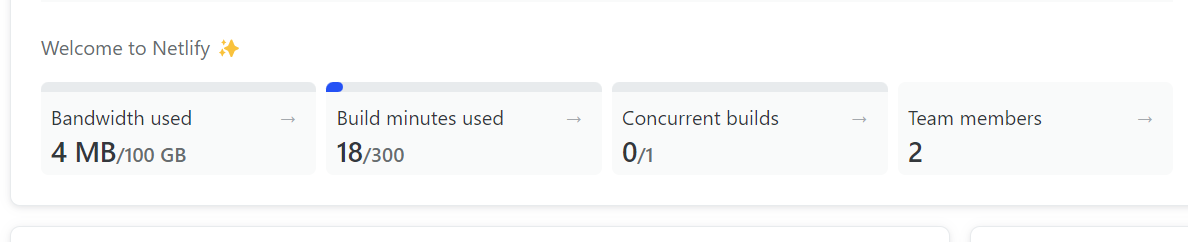 Welcome to Netlify ✨
Bandwidth used →
4 MB/100 GB
Build minutes used →
18/300
Concurrent builds →
0/1
Team members →
2